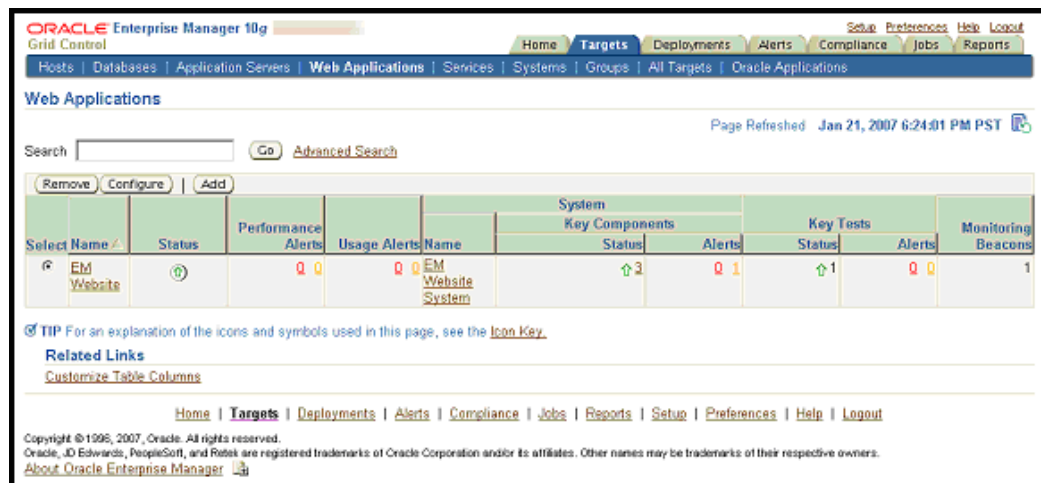 ORACLE Enterprise Manager 10g
Grid Control
Setup Preferences Help Logout
Home Targets Deployments Alerts Compliance Jobs Reports
Hosts | Databases | Application Servers | Web Applications | Services | Systems | Groups | All Targets | Oracle Applications
Web Applications
Page Refreshed Jan 21, 2007 6:24:01 PM PST
Search Go Advanced Search
Remove Configure | Add
System
Key Components Key Tests
Select Name Status Performance Alerts Usage Alerts Name Status Alerts Status Alerts Monitoring Beacons
EM Website 0 0 0 0 EM Website System 3 0 1 1 0 0 1
TIP For an explanation of the icons and symbols used in this page, see the Icon Key.
Related Links
Customize Table Columns
Home | Targets | Deployments | Alerts | Compliance | Jobs | Reports | Setup | Preferences | Help | Logout
Copyright © 1996, 2007, Oracle. All rights reserved.
Oracle, JD Edwards, PeopleSoft, and Retek are registered trademarks of Oracle Corporation and/or its affiliates. Other names may be trademarks of their respective owners.
About Oracle Enterprise Manager